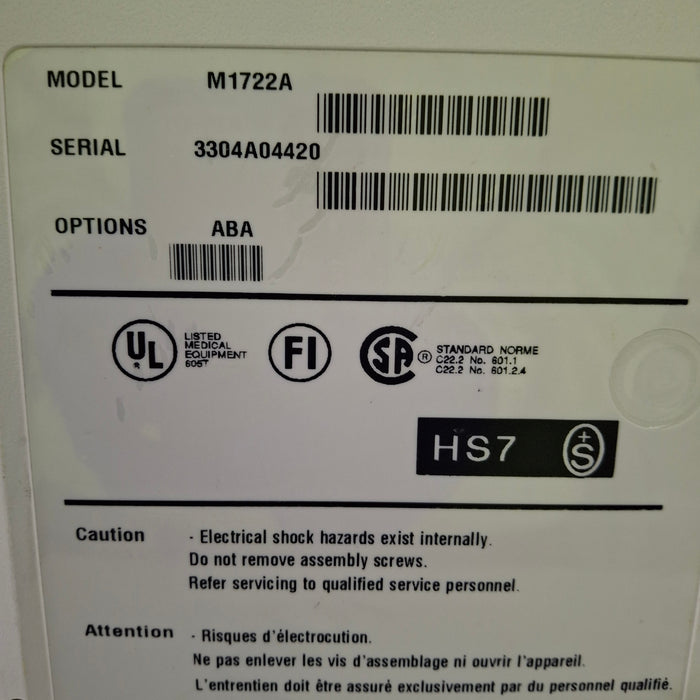 MODEL M1722A
SERIAL 3304A04420
OPTIONS ABA
UL LISTED
MEDICAL
EQUIPMENT
605T
®
FI
SA ® STANDARD NORME
C22.2 No. 601.1
C22.2 No. 601.2.4
HS7 +S
Caution - Electrical shock hazards exist internally.
Do not remove assembly screws.
Refer servicing to qualified service personnel.
Attention - Risques d'électrocution.
Ne pas enlever les vis d'assemblage ni ouvrir l'appareil.
L'entretien doit être assuré exclusivement par du personnel qualifié.